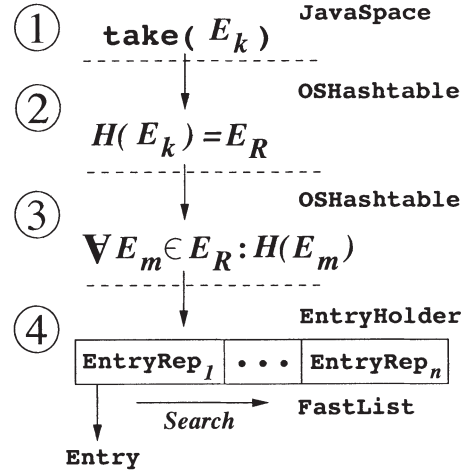 ① take( E_k ) JavaSpace
② OSHashtable
H( E_k ) = E_R
③ OSHashtable
∀ E_m ∈ E_R : H(E_m)
④ EntryHolder
EntryRep_1 • • • EntryRep_n
Search FastList
Entry